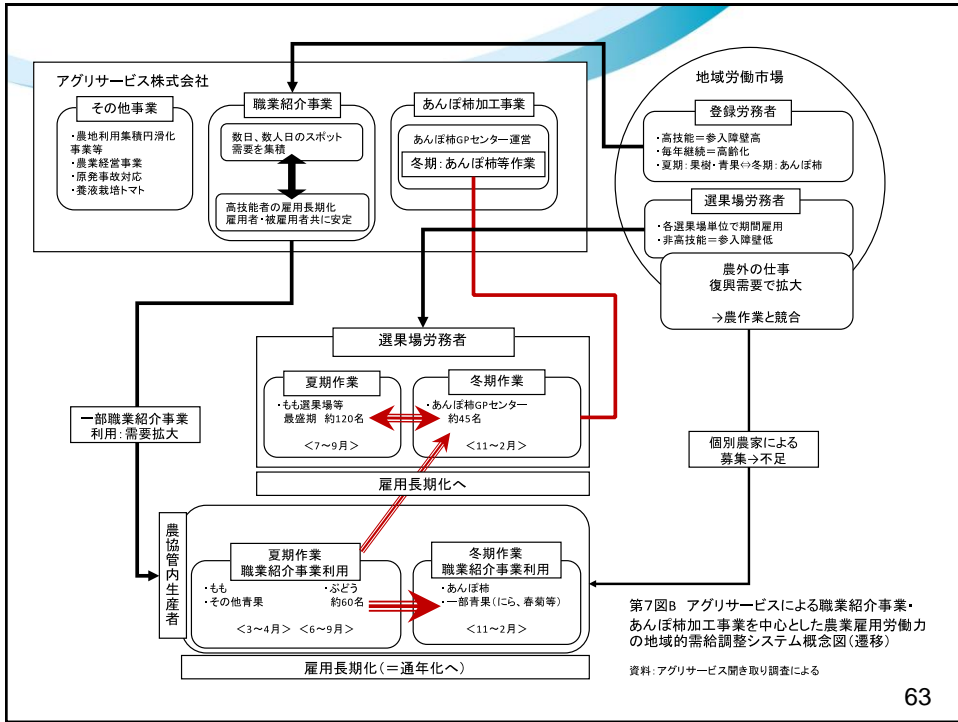 アグリサービス株式会社
その他事業
・農地利用集積円滑化
事業等
・農業経営事業
・原発事故対応
・養液栽培トマト
職業紹介事業
数日、数人日のスポット
需要を集積
高技能者の雇用長期化
雇用者・被雇用者共に安定
あんぽ柿加工事業
あんぽ柿GPセンター運営
冬期:あんぽ柿等作業
地域労働市場
登録労務者
・高技能=参入障壁高
・毎年継続=高齢化
・夏期:果樹・青果⇔冬期:あんぽ柿
選果場労務者
・各選果場単位で期間雇用
・非高技能=参入障壁低
農外の仕事
復興需要で拡大
→農作業と競合
選果場労務者
夏期作業
・もも選果場等
最盛期 約120名
<7~9月>
冬期作業
・あんぽ柿GPセンター
約45名
<11~2月>
雇用長期化へ
一部職業紹介事業
利用:需要拡大
個別農家による
募集→不足
農協管内生産者
夏期作業
職業紹介事業利用
・もも ・ぶどう
・その他青果 約60名
<3~4月> <6~9月>
冬期作業
職業紹介事業利用
・あんぽ柿
・一部青果(にら、春菊等)
<11~2月>
雇用長期化(=通年化へ)
第7図B アグリサービスによる職業紹介事業・
あんぽ柿加工事業を中心とした農業雇用労働力
の地域的需給調整システム概念図(遷移)
資料:アグリサービス聞き取り調査による
63